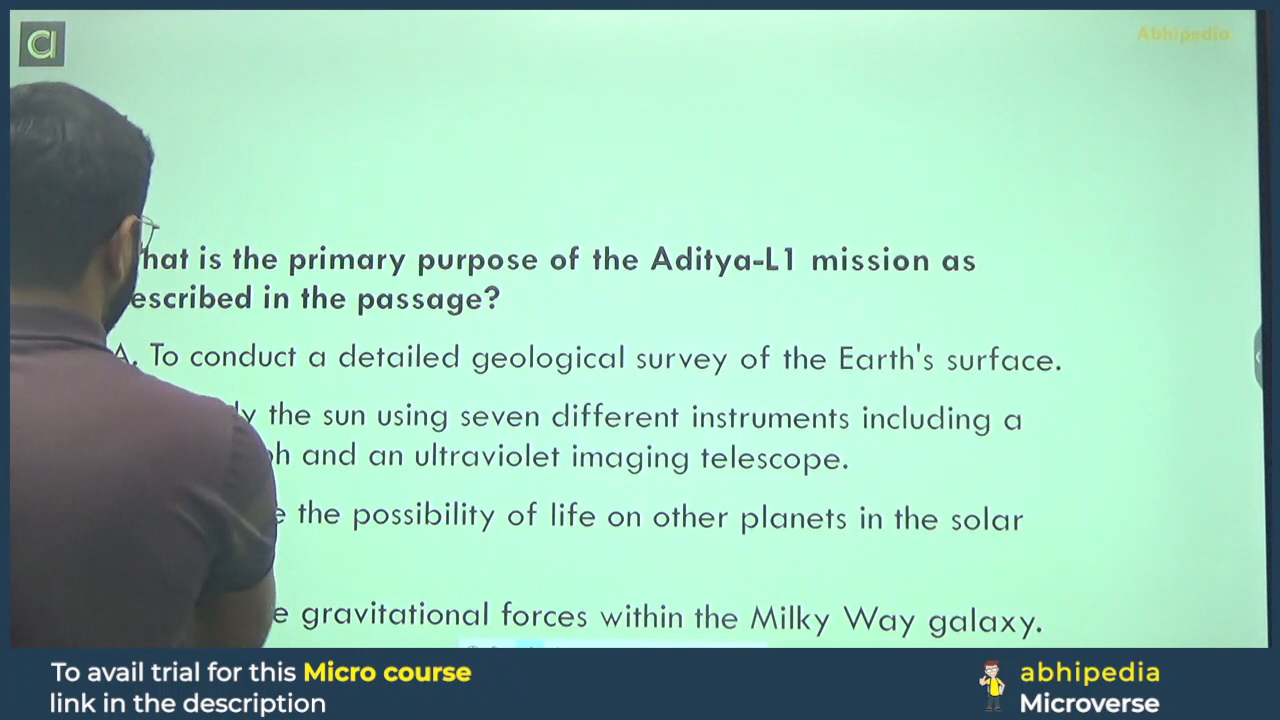 Abhipedia
hat is the primary purpose of the Aditya-L1 mission as
escribed in the passage?
A. To conduct a detailed geological survey of the Earth's surface.
the sun using seven different instruments including a
and an ultraviolet imaging telescope.
the possibility of life on other planets in the solar
gravitational forces within the Milky Way galaxy.
To avail trial for this Micro course
link in the description
abhipedia
Microverse